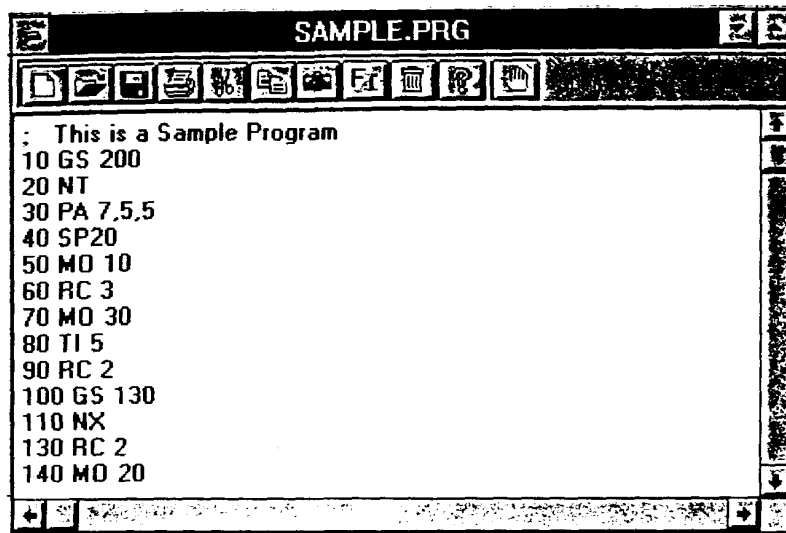 SAMPLE.PRG
;   This is a Sample Program
10 GS 200
20 NT
30 PA 7,5,5
40 SP20
50 MO 10
60 RC 3
70 MO 30
80 TI 5
90 RC 2
100 GS 130
110 NX
130 RC 2
140 MO 20